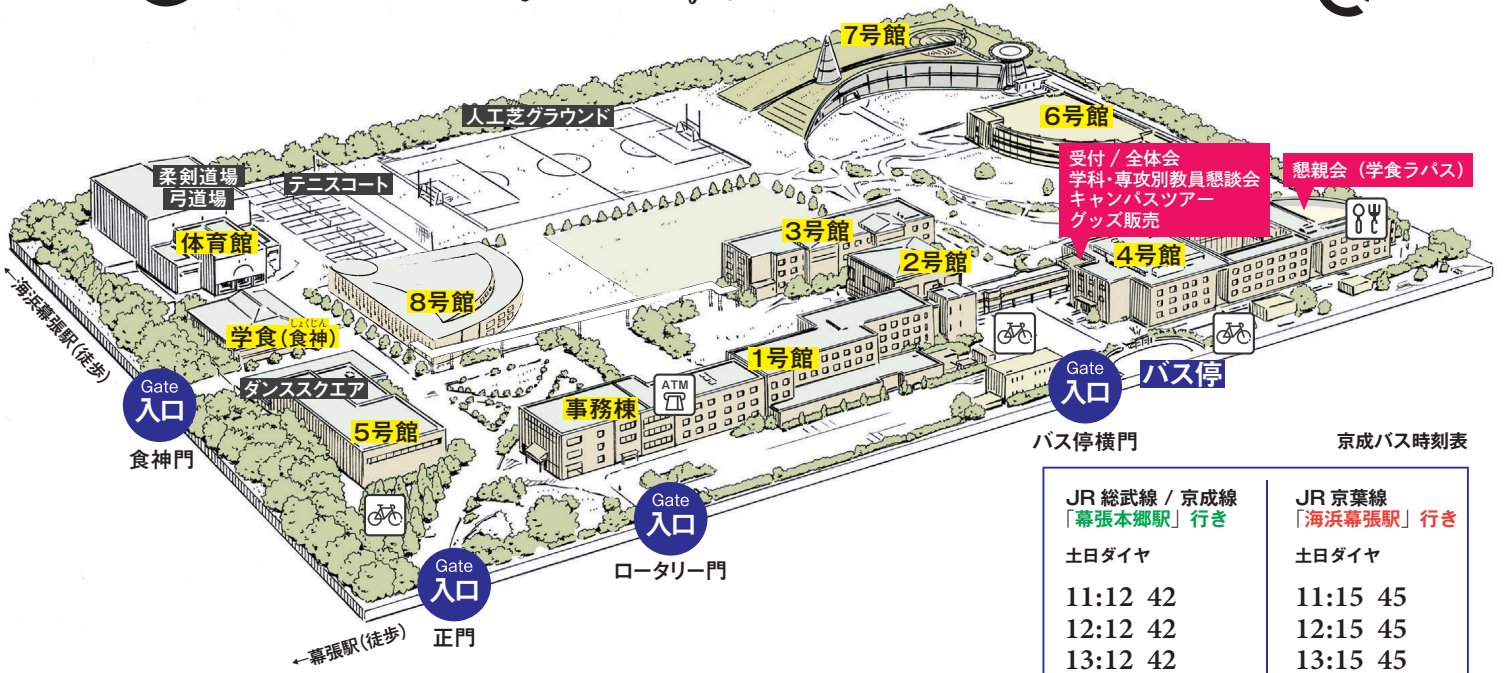 7号館
人工芝グラウンド
6号館
受付 / 全体会
学科・専攻別教員懇談会
キャンパスツアー
グッズ販売
懇親会（学食ラパス）
柔剣道場
弓道場
テニスコート
体育館
3号館
2号館
4号館
8号館
←海浜幕張駅(徒歩)
しょくじん
学食(食神)
1号館
ATM
Gate
入口
バス停
バス停横門
ダンススクエア
Gate
入口
食神門
事務棟
5号館
Gate
入口
ロータリー門
Gate
入口
正門
←幕張駅(徒歩)
京成バス時刻表
JR 総武線 / 京成線
「幕張本郷駅」行き
土日ダイヤ
11:12 42
12:12 42
13:12 42
JR 京葉線
「海浜幕張駅」行き
土日ダイヤ
11:15 45
12:15 45
13:15 45